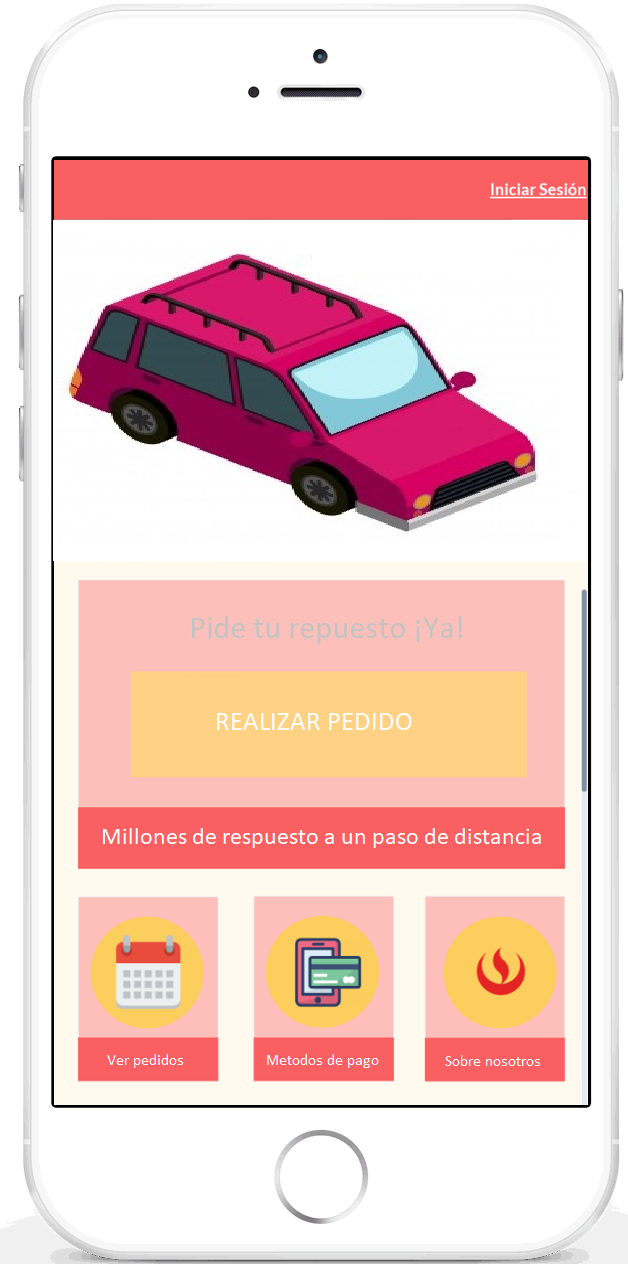 Iniciar Sesión
Pide tu repuesto ¡Ya!
REALIZAR PEDIDO
Millones de respuesto a un paso de distancia
Ver pedidos
Metodos de pago
Sobre nosotros